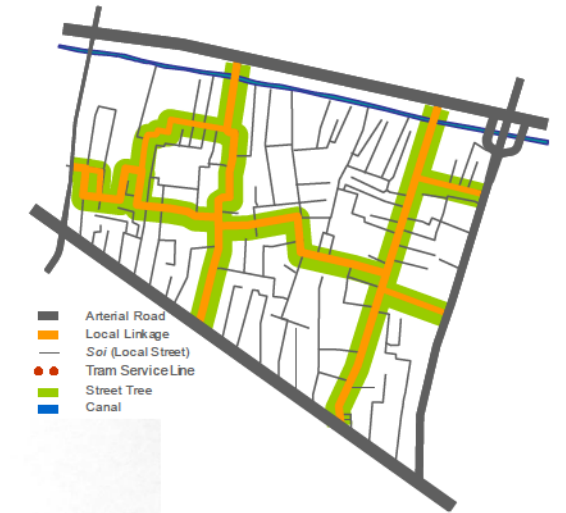 Arterial Road
Local Linkage
Soi (Local Street)
Tram Service Line
Street Tree
Canal